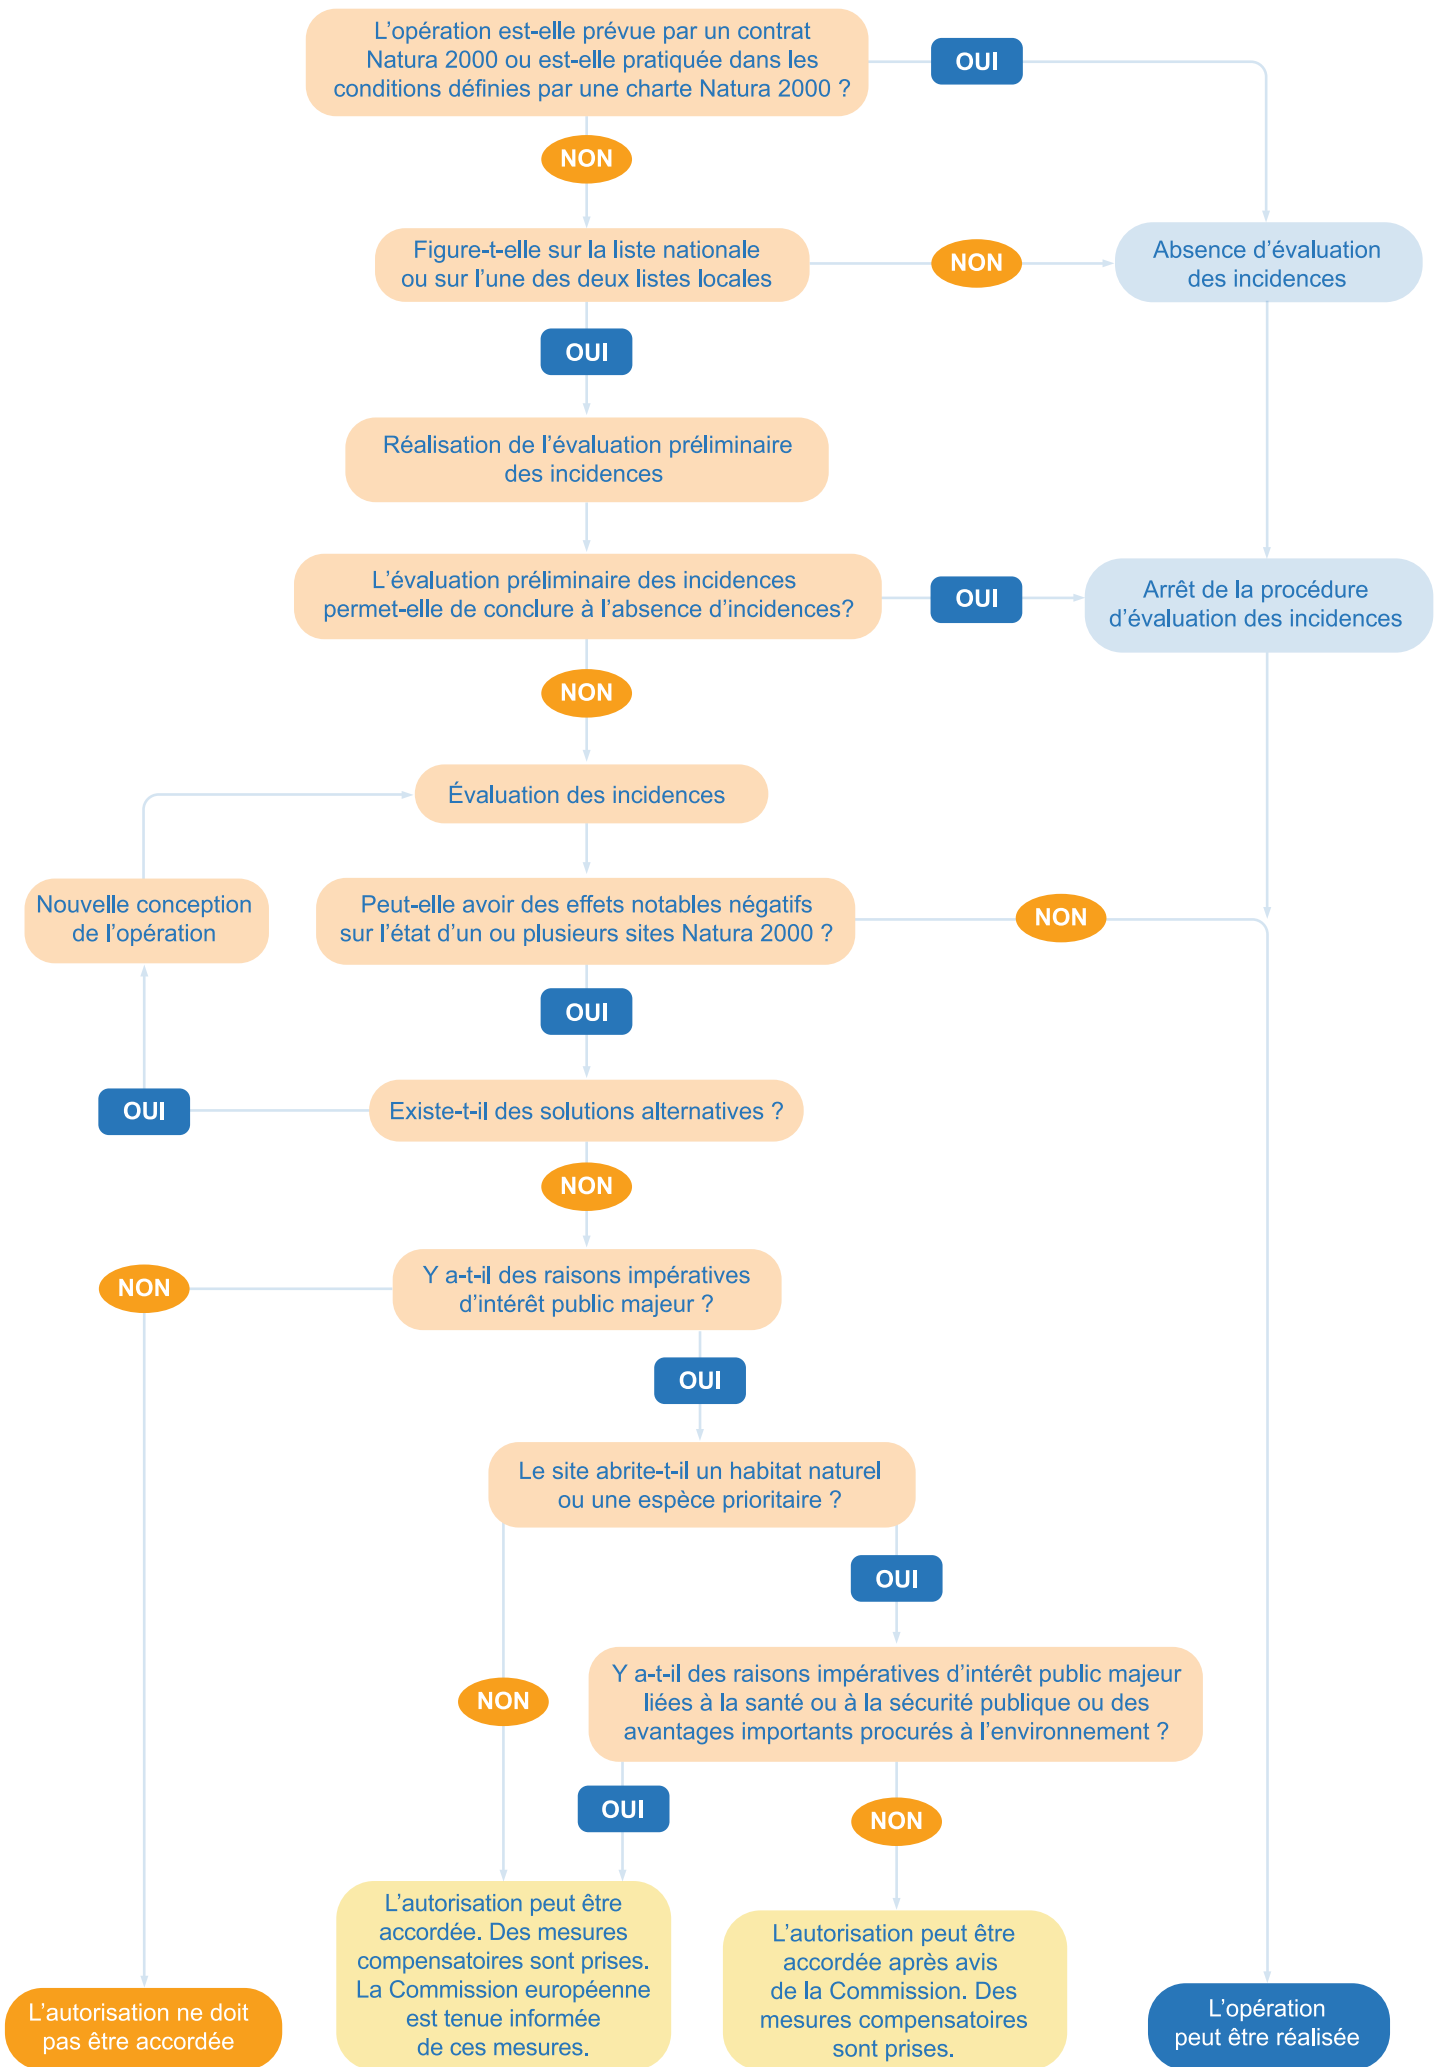 L’opération est-elle prévue par un contrat
Natura 2000 ou est-elle pratiquée dans les
conditions définies par une charte Natura 2000 ?
OUI
NON
Figure-t-elle sur la liste nationale
ou sur l’une des deux listes locales
NON
Absence d’évaluation
des incidences
OUI
Réalisation de l’évaluation préliminaire
des incidences
L’évaluation préliminaire des incidences
permet-elle de conclure à l’absence d’incidences?
OUI
Arrêt de la procédure
d’évaluation des incidences
NON
Évaluation des incidences
Nouvelle conception
de l’opération
Peut-elle avoir des effets notables négatifs
sur l’état d’un ou plusieurs sites Natura 2000 ?
NON
OUI
OUI
Existe-t-il des solutions alternatives ?
NON
NON
Y a-t-il des raisons impératives
d’intérêt public majeur ?
OUI
Le site abrite-t-il un habitat naturel
ou une espèce prioritaire ?
OUI
NON
Y a-t-il des raisons impératives d’intérêt public majeur
liées à la santé ou à la sécurité publique ou des
avantages importants procurés à l’environnement ?
OUI
NON
L’autorisation ne doit
pas être accordée
L’autorisation peut être
accordée. Des mesures
compensatoires sont prises.
La Commission européenne
est tenue informée
de ces mesures.
L’autorisation peut être
accordée après avis
de la Commission. Des
mesures compensatoires
sont prises.
L’opération
peut être réalisée